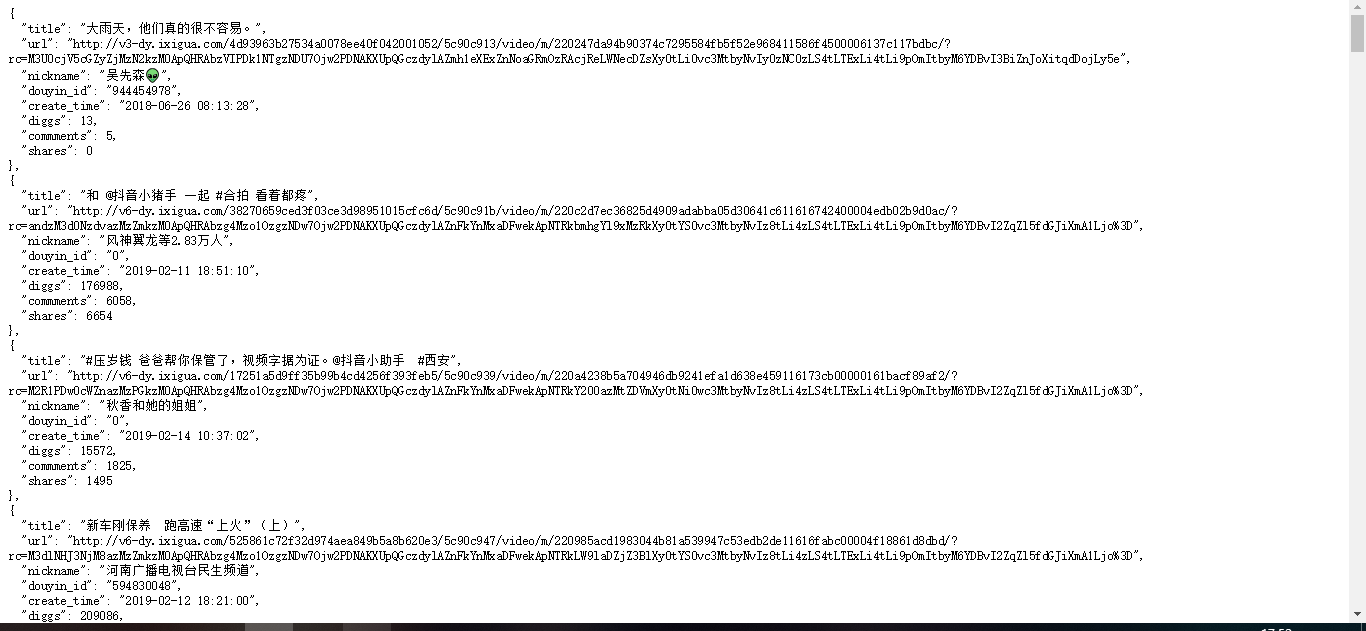 {
"title": "大雨天，他们真的很不容易。",
"url": "http://v3-dy.ixigua.com/4d93963b27534a0078ee40f042001052/5c90c913/video/m/220247da94b90374c7295584fb5f52e968411586f4500006137c117bdbc/?
rc=M3U0cjV5cGZyZjMzN2kzM0ApQHRAbzVIPDk1NTgzNDU7Ojw2PDNAKXUpQGczdylAZmh1eXExZnNoaGRmOzRAcjReLWNecDZsXy0tLi0vc3MtbyNvIy0zNC0zLS4tLTExLi4tLi9pOmItbyM6YDBvI3BiZnJoXitqdDojLy5e",
"nickname": "吴先森👽",
"douyin_id": "944454978",
"create_time": "2018-06-26 08:13:28",
"diggs": 13,
"commments": 5,
"shares": 0
},
{
"title": "和 @抖音小猪手 一起 #合拍 看着都疼",
"url": "http://v6-dy.ixigua.com/38270659ced3f03ce3d98951015cfc6d/5c90c91b/video/m/220c2d7ec36825d4909adabba05d30641c611616742400004edb02b9d0ac/?
rc=andzM3d0NzdvazMzZmkzM0ApQHRAbzg4Mzo1OzgzNDw7Ojw2PDNAKXUpQGczdylAZnFkYnMxaDFwekApNTRkbmhgYl9xMzRkXy0tYS0vc3MtbyNvIz8tLi4zLS4tLTExLi4tLi9pOmItbyM6YDBvI2ZqZl5fdGJiXmA1Ljo%3D",
"nickname": "风神翼龙等2.83万人",
"douyin_id": "0",
"create_time": "2019-02-11 18:51:10",
"diggs": 176988,
"commments": 6058,
"shares": 6654
},
{
"title": "#压岁钱 爸爸帮你保管了，视频字据为证。@抖音小助手  #西安",
"url": "http://v6-dy.ixigua.com/17251a5d9ff35b99b4cd4256f393feb5/5c90c939/video/m/220a4238b5a704946db9241efa1d638e459116173cb00000161bacf89af2/?
rc=M2R1PDw0cWZnazMzPGkzM0ApQHRAbzg4Mzo1OzgzNDw7Ojw2PDNAKXUpQGczdylAZnFkYnMxaDFwekApNTRkY200azMtZDVmXy0tNi0wc3MtbyNvIz8tLi4zLS4tLTExLi4tLi9pOmItbyM6YDBvI2ZqZl5fdGJiXmA1Ljo%3D",
"nickname": "秋香和她的姐姐",
"douyin_id": "0",
"create_time": "2019-02-14 10:37:02",
"diggs": 15572,
"commments": 1825,
"shares": 1495
},
{
"title": "新车刚保养  跑高速“上火”（上）",
"url": "http://v6-dy.ixigua.com/525861c72f32d974aea849b5a8b620e3/5c90c947/video/m/220985acd1983044b81a539947c53edb2de11616fabc00004f18861d8dbd/?
rc=M3dlNHJ3NjM8azMzZmkzM0ApQHRAbzg4Mzo1OzgzNDw7Ojw2PDNAKXUpQGczdylAZnFkYnMxaDFwekApNTRkLW9laDZjZ3BlXy0tYS0vc3MtbyNvIz8tLi4zLS4tLTExLi4tLi9pOmItbyM6YDBvI2ZqZl5fdGJiXmA1Ljo%3D",
"nickname": "河南广播电视台民生频道",
"douyin_id": "594830048",
"create_time": "2019-02-12 18:21:00",
"diggs": 209086,